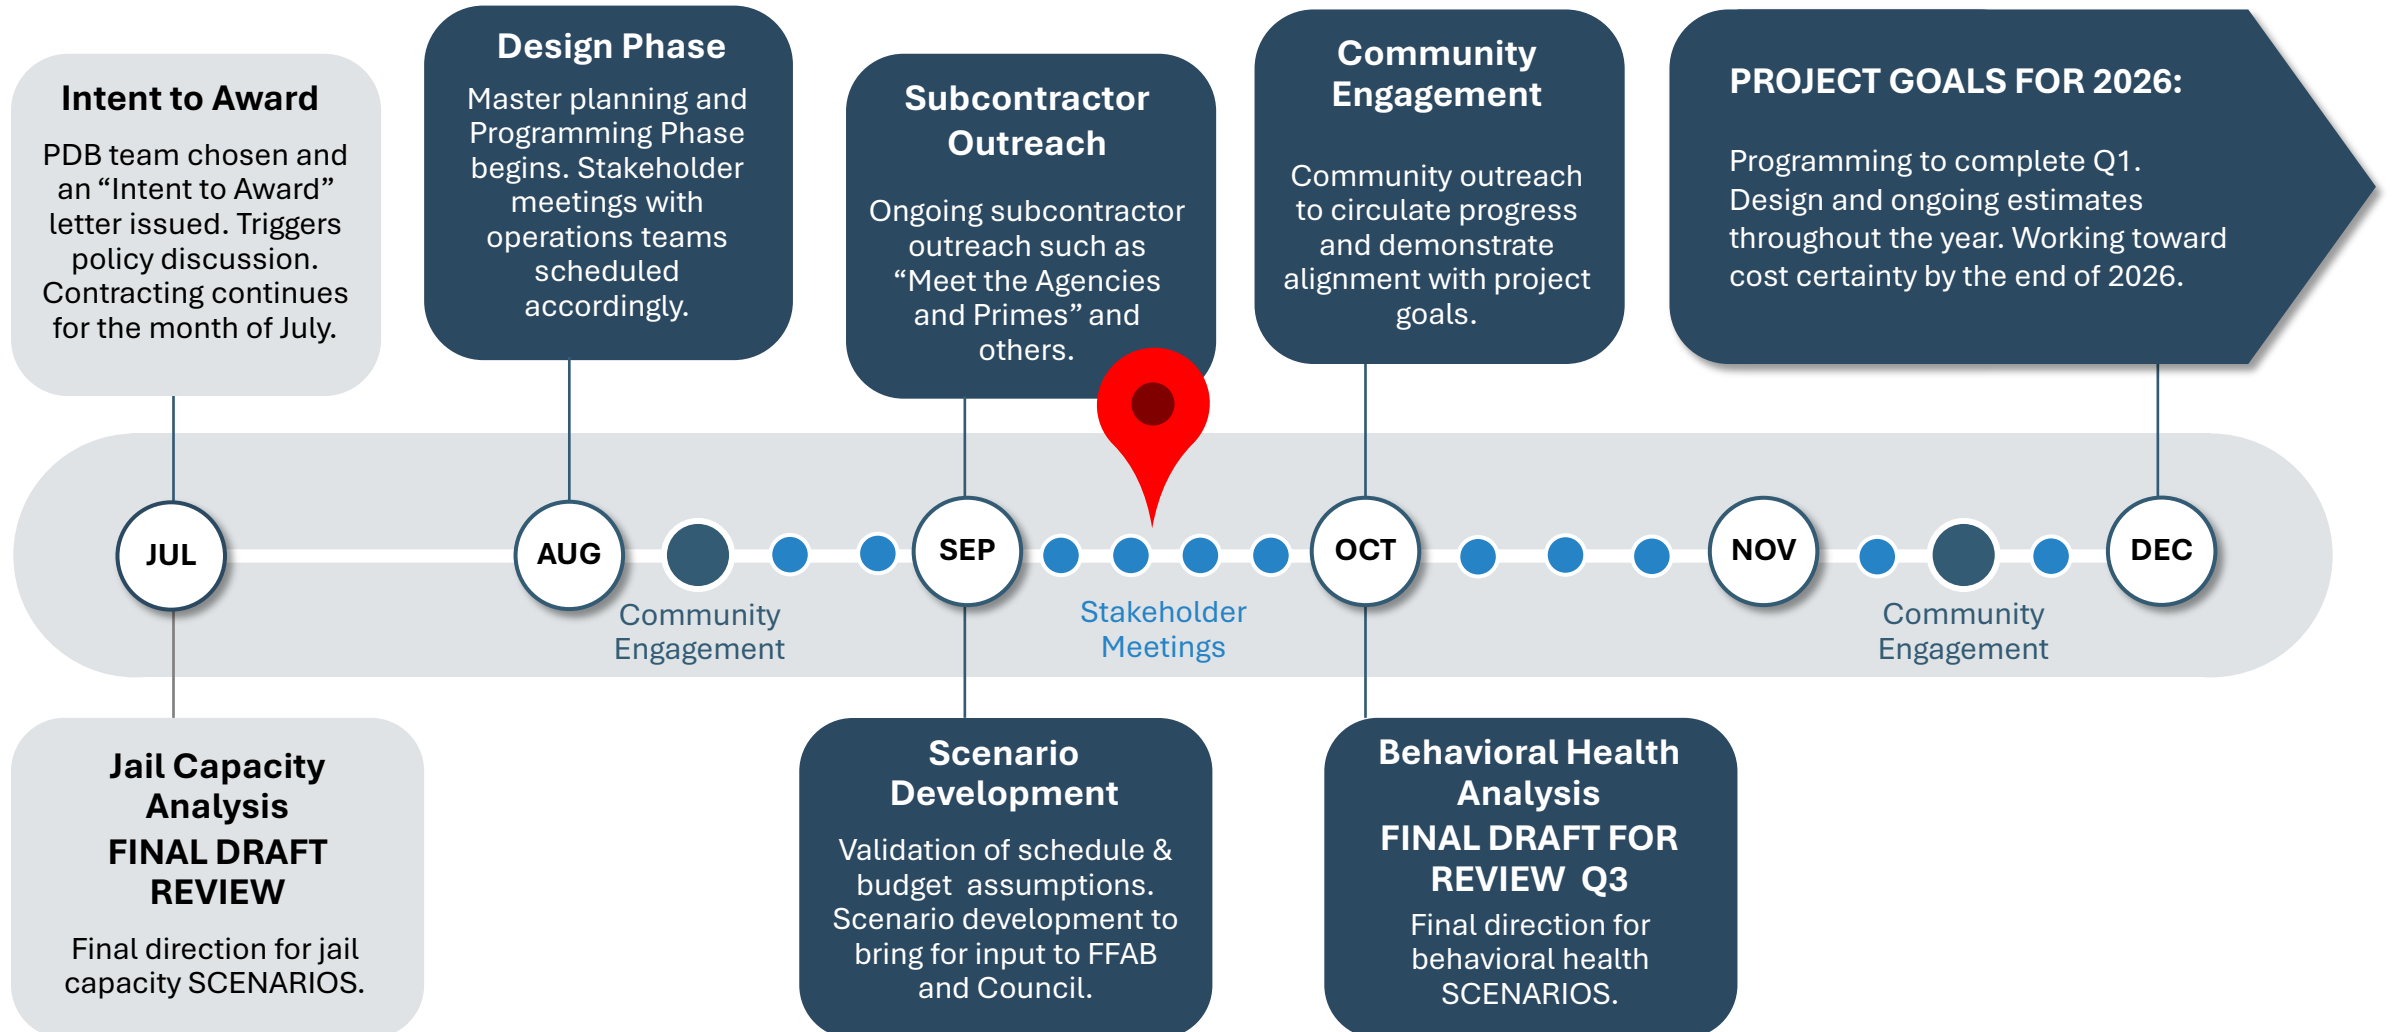 Intent to Award
PDB team chosen and
an “Intent to Award”
letter issued. Triggers
policy discussion.
Contracting continues
for the month of July.
Design Phase
Master planning and
Programming Phase
begins. Stakeholder
meetings with
operations teams
scheduled
accordingly.
Subcontractor
Outreach
Ongoing subcontractor
outreach such as
“Meet the Agencies
and Primes” and
others.
Community
Engagement
Community outreach
to circulate progress
and demonstrate
alignment with project
goals.
PROJECT GOALS FOR 2026:
Programming to complete Q1.
Design and ongoing estimates
throughout the year. Working toward
cost certainty by the end of 2026.
JUL
AUG
SEP
OCT
NOV
DEC
Community
Engagement
Stakeholder
Meetings
Community
Engagement
Jail Capacity
Analysis
FINAL DRAFT
REVIEW
Final direction for jail
capacity SCENARIOS.
Scenario
Development
Validation of schedule &
budget  assumptions.
Scenario development to
bring for input to FFAB
and Council.
Behavioral Health
Analysis
FINAL DRAFT FOR
REVIEW  Q3
Final direction for
behavioral health
SCENARIOS.